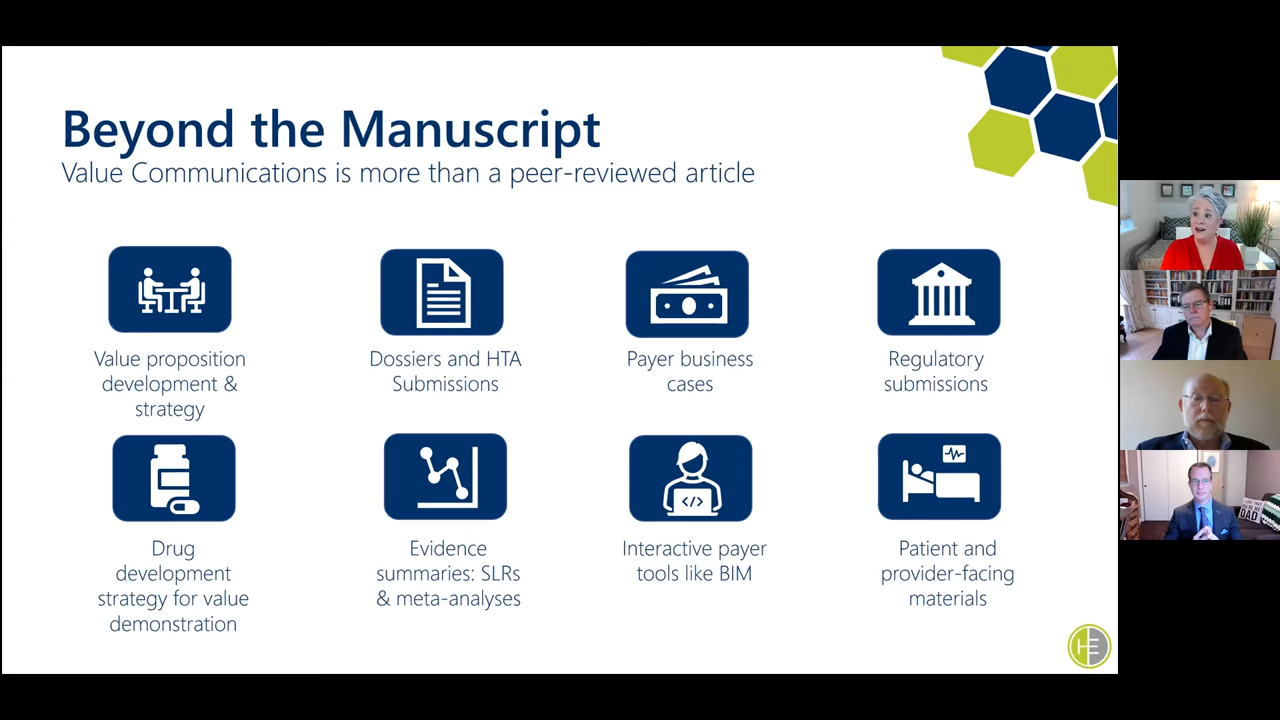 Beyond the Manuscript
Value Communications is more than a peer-reviewed article
Value proposition
development &
strategy
Dossiers and HTA
Submissions
Payer business
cases
Regulatory
submissions
</>
Drug
development
strategy for value
demonstration
Evidence
summaries: SLRs
& meta-analyses
Interactive payer
tools like BIM
Patient and
provider-facing
materials
HE
DAD